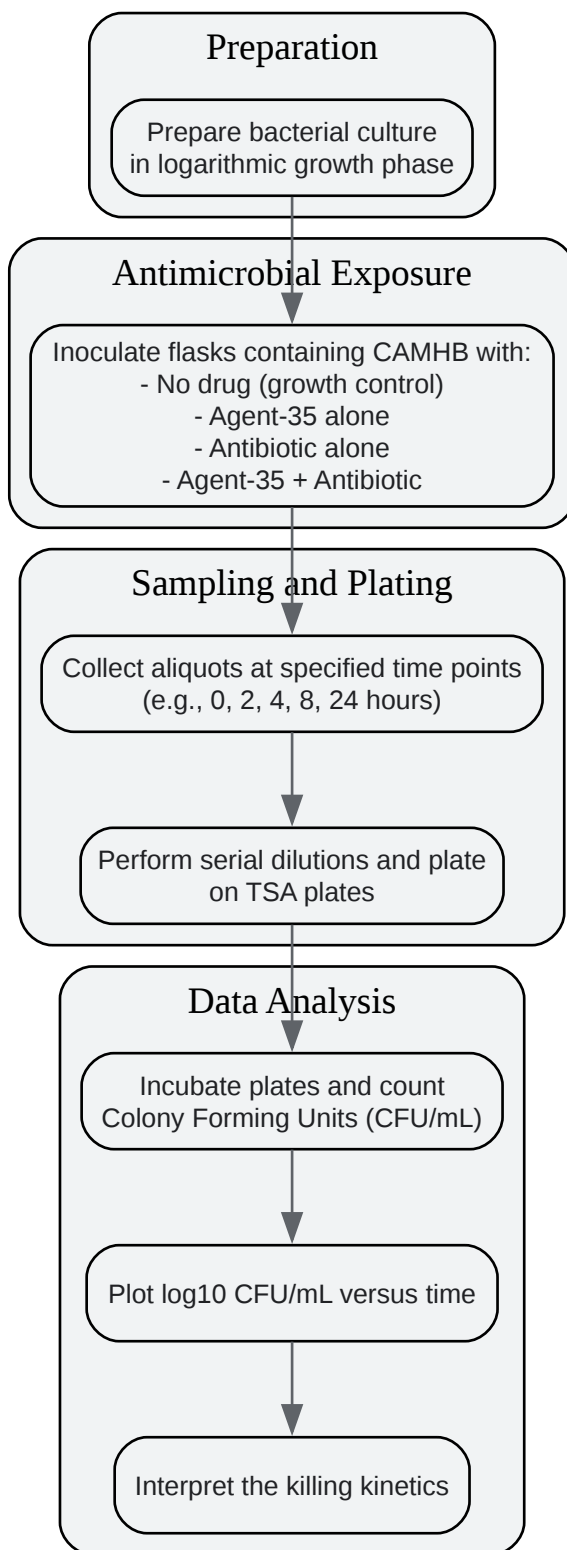 Preparation
Prepare bacterial culture
in logarithmic growth phase
Antimicrobial Exposure
Inoculate flasks containing CAMHB with:
- No drug (growth control)
- Agent-35 alone
- Antibiotic alone
- Agent-35 + Antibiotic
Sampling and Plating
Collect aliquots at specified time points
(e.g., 0, 2, 4, 8, 24 hours)
Perform serial dilutions and plate
on TSA plates
Data Analysis
Incubate plates and count
Colony Forming Units (CFU/mL)
Plot log10 CFU/mL versus time
Interpret the killing kinetics